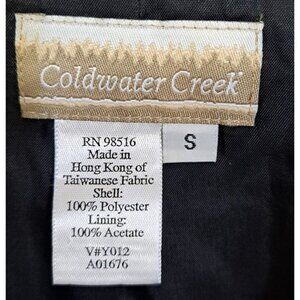 Coldwater Creek
S
RN 98516
Made in
Hong Kong of
Taiwanese Fabric
Shell:
100% Polyester
Lining:
100% Acetate
V#Y012
A01676